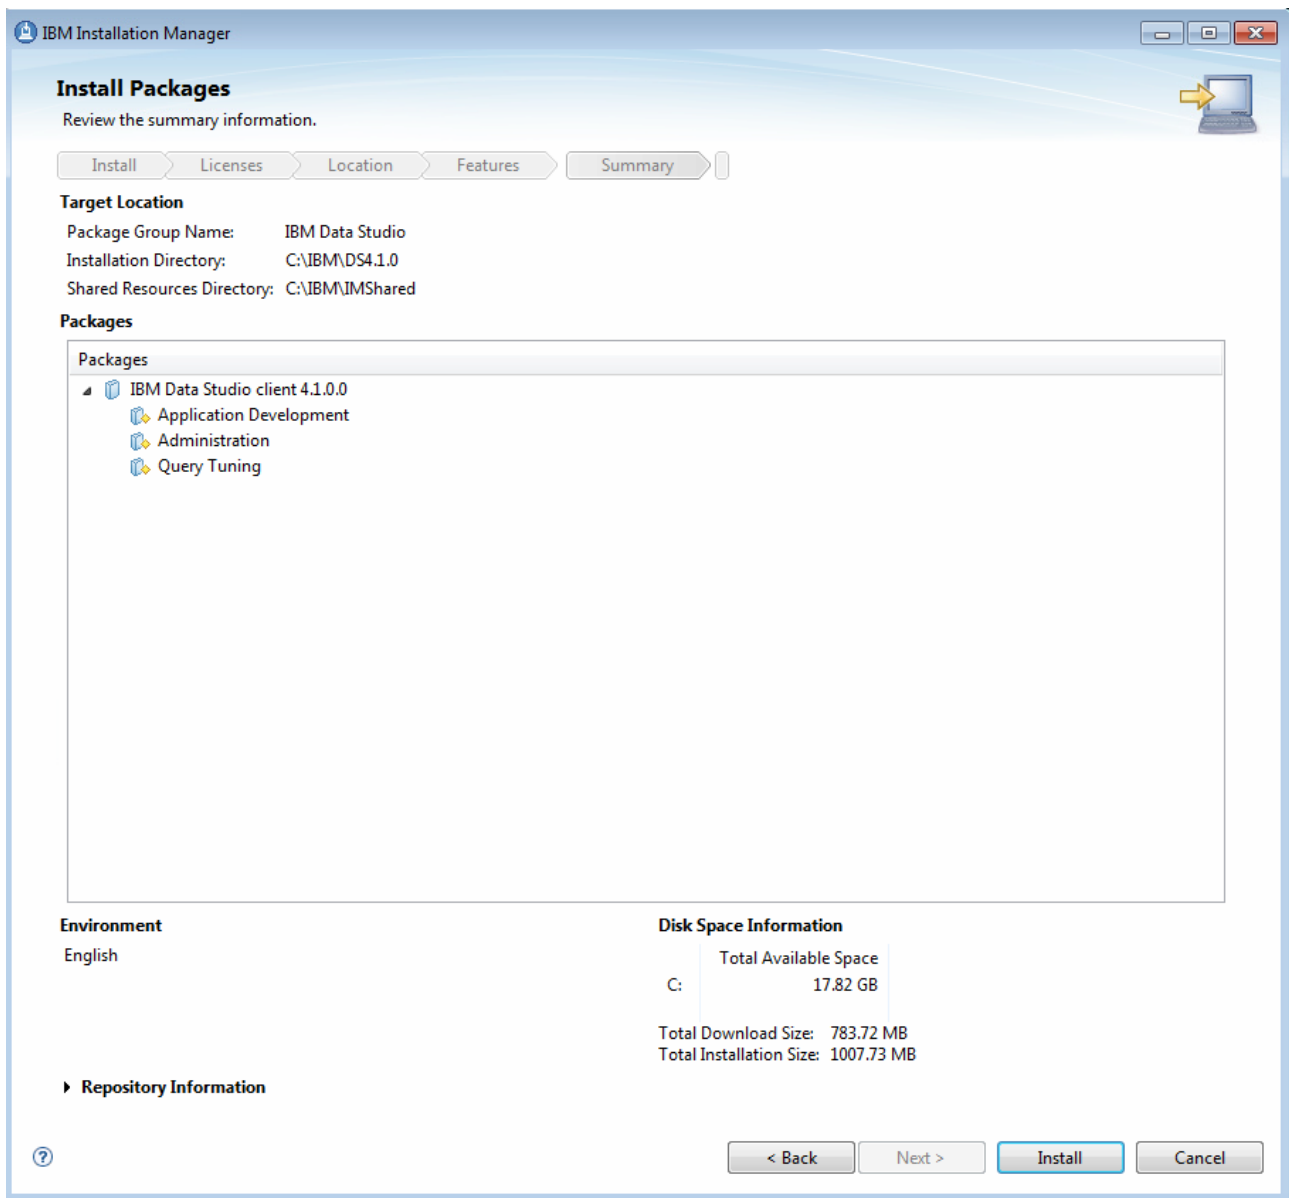 IBM Installation Manager
Install Packages
Review the summary information.
Install Licenses Location Features Summary
Target Location
Package Group Name: IBM Data Studio
Installation Directory: C:\IBM\DS4.1.0
Shared Resources Directory: C:\IBM\IMShared
Packages
Packages
IBM Data Studio client 4.1.0.0
Application Development
Administration
Query Tuning
Environment
English
Disk Space Information
Total Available Space
C: 17.82 GB
Total Download Size: 783.72 MB
Total Installation Size: 1007.73 MB
Repository Information
? < Back Next > Install Cancel